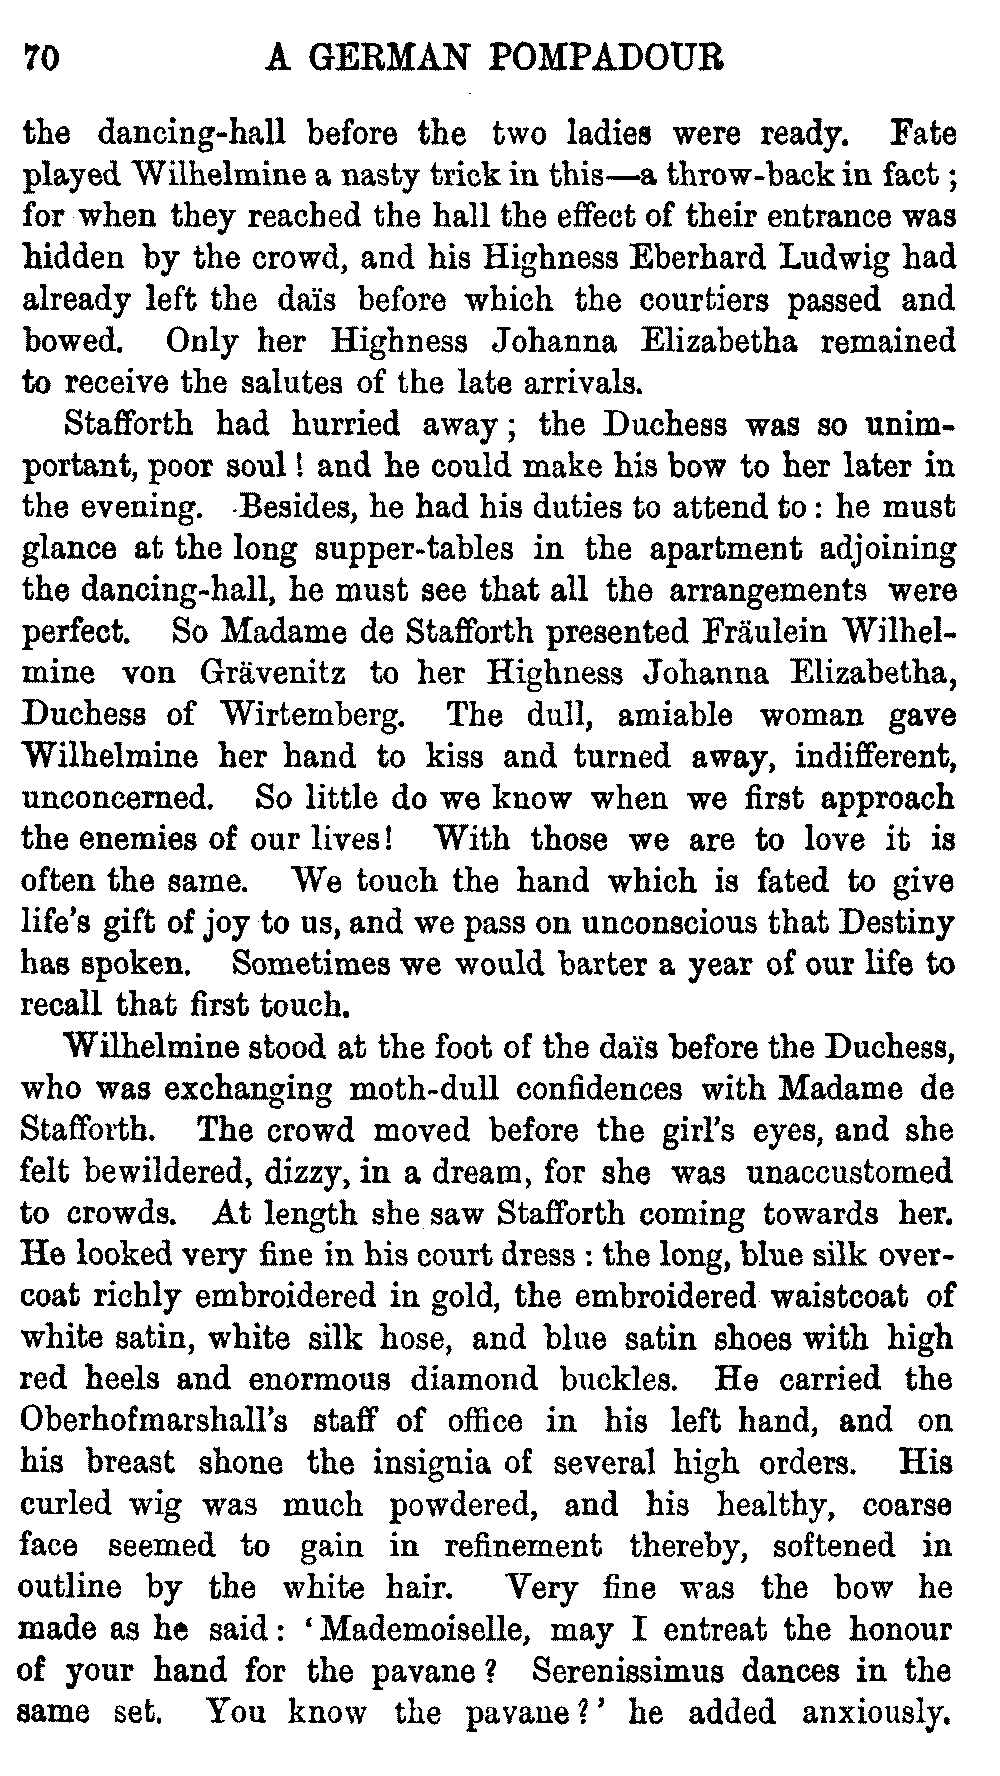 70 A GERMAN POMPADOUR
the dancing-hall before the two ladies were ready. Fate
played Wilhelmine a nasty trick in this—a throw-back in fact ;
for when they reached the hall the effect of their entrance was
hidden by the crowd, and his Highness Eberhard Ludwig had
already left the daïs before which the courtiers passed and
bowed. Only her Highness Johanna Elizabetha remained
to receive the salutes of the late arrivals.
Stafforth had hurried away ; the Duchess was so unim-
portant, poor soul ! and he could make his bow to her later in
the evening. Besides, he had his duties to attend to : he must
glance at the long supper-tables in the apartment adjoining
the dancing-hall, he must see that all the arrangements were
perfect. So Madame de Stafforth presented Fräulein Wilhel-
mine von Grävenitz to her Highness Johanna Elizabetha,
Duchess of Wirtemberg. The dull, amiable woman gave
Wilhelmine her hand to kiss and turned away, indifferent,
unconcerned. So little do we know when we first approach
the enemies of our lives! With those we are to love it is
often the same. We touch the hand which is fated to give
life's gift of joy to us, and we pass on unconscious that Destiny
has spoken. Sometimes we would barter a year of our life to
recall that first touch.
Wilhelmine stood at the foot of the daïs before the Duchess,
who was exchanging moth-dull confidences with Madame de
Stafforth. The crowd moved before the girl's eyes, and she
felt bewildered, dizzy, in a dream, for she was unaccustomed
to crowds. At length she saw Stafforth coming towards her.
He looked very fine in his court dress : the long, blue silk over-
coat richly embroidered in gold, the embroidered waistcoat of
white satin, white silk hose, and blue satin shoes with high
red heels and enormous diamond buckles. He carried the
Oberhofmarshall's staff of office in his left hand, and on
his breast shone the insignia of several high orders. His
curled wig was much powdered, and his healthy, coarse
face seemed to gain in refinement thereby, softened in
outline by the white hair. Very fine was the bow he
made as he said : ‘Mademoiselle, may I entreat the honour
of your hand for the pavane ? Serenissimus dances in the
same set. You know the pavane ?’ he added anxiously.